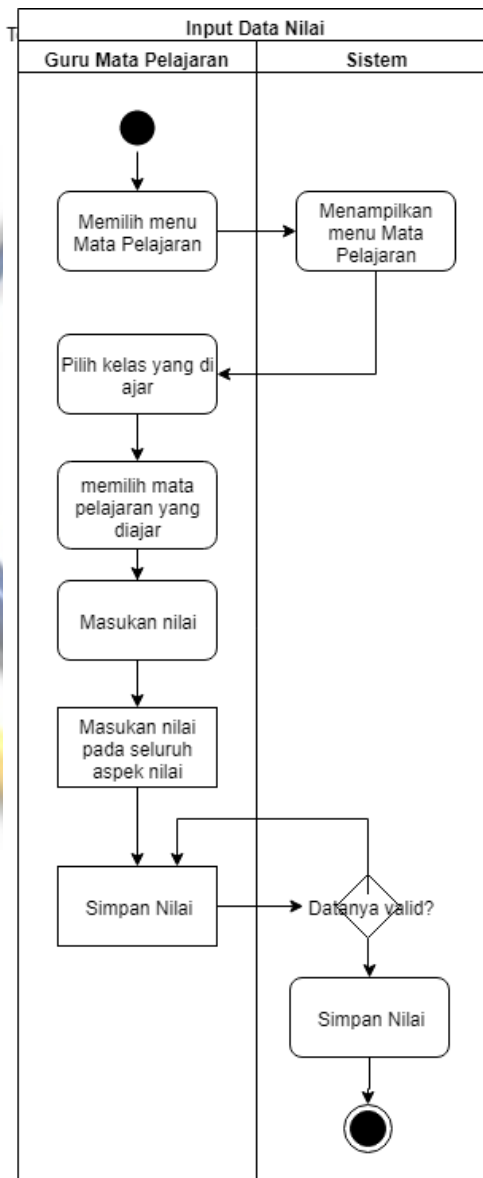 Input Data Nilai
Guru Mata Pelajaran
Sistem
Memilih menu
Mata Pelajaran
Menampilkan
menu Mata
Pelajaran
Pilih kelas yang di
ajar
memilih mata
pelajaran yang
diajar
Masukan nilai
Masukan nilai
pada seluruh
aspek nilai
Simpan Nilai
Datanya valid?
Simpan Nilai